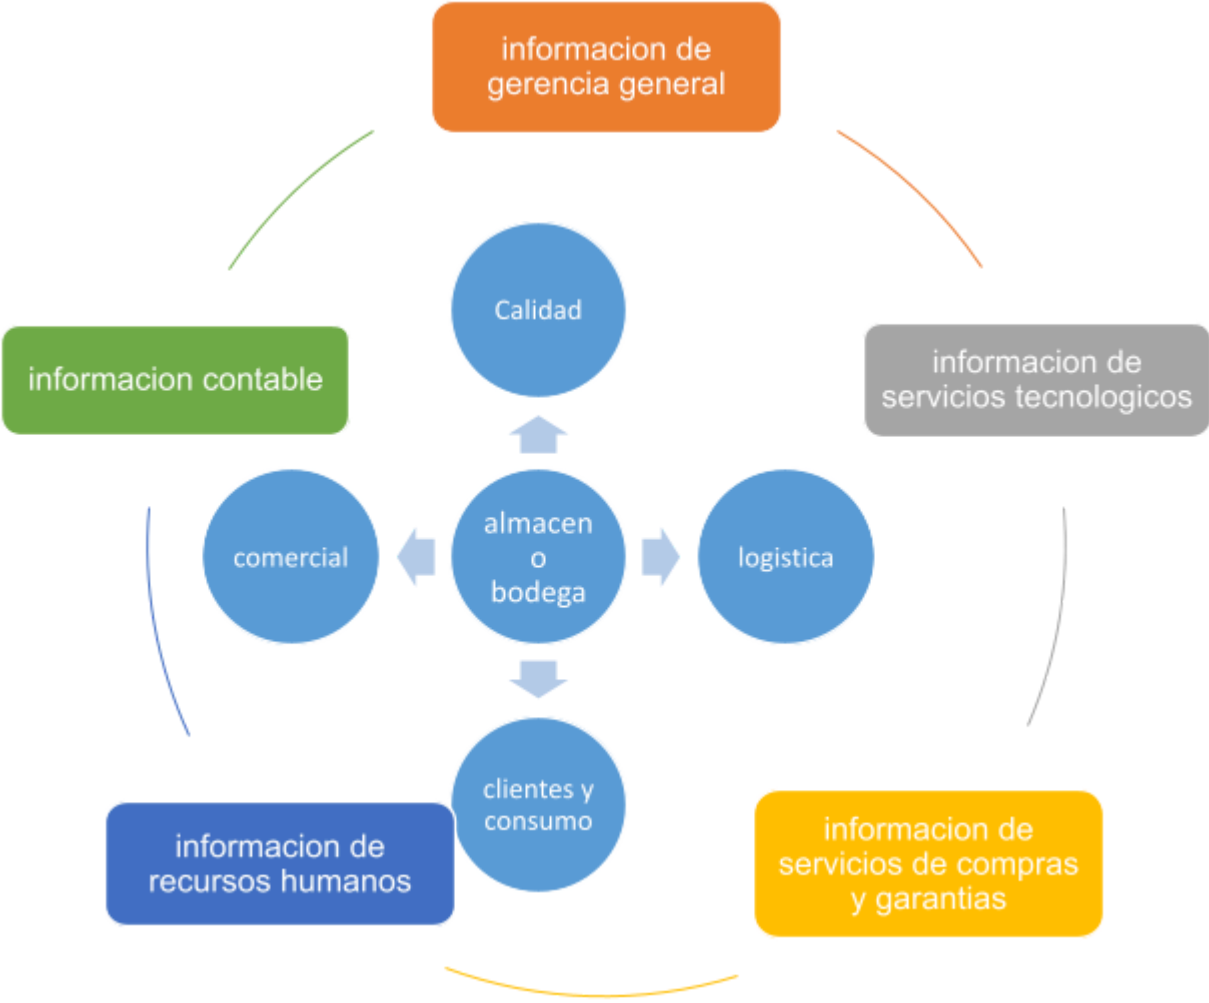 informacion de
gerencia general
Calidad
informacion contable
informacion de
servicios tecnologicos
comercial
almacen
o
bodega
logistica
clientes y
consumo
informacion de
recursos humanos
informacion de
servicios de compras
y garantias